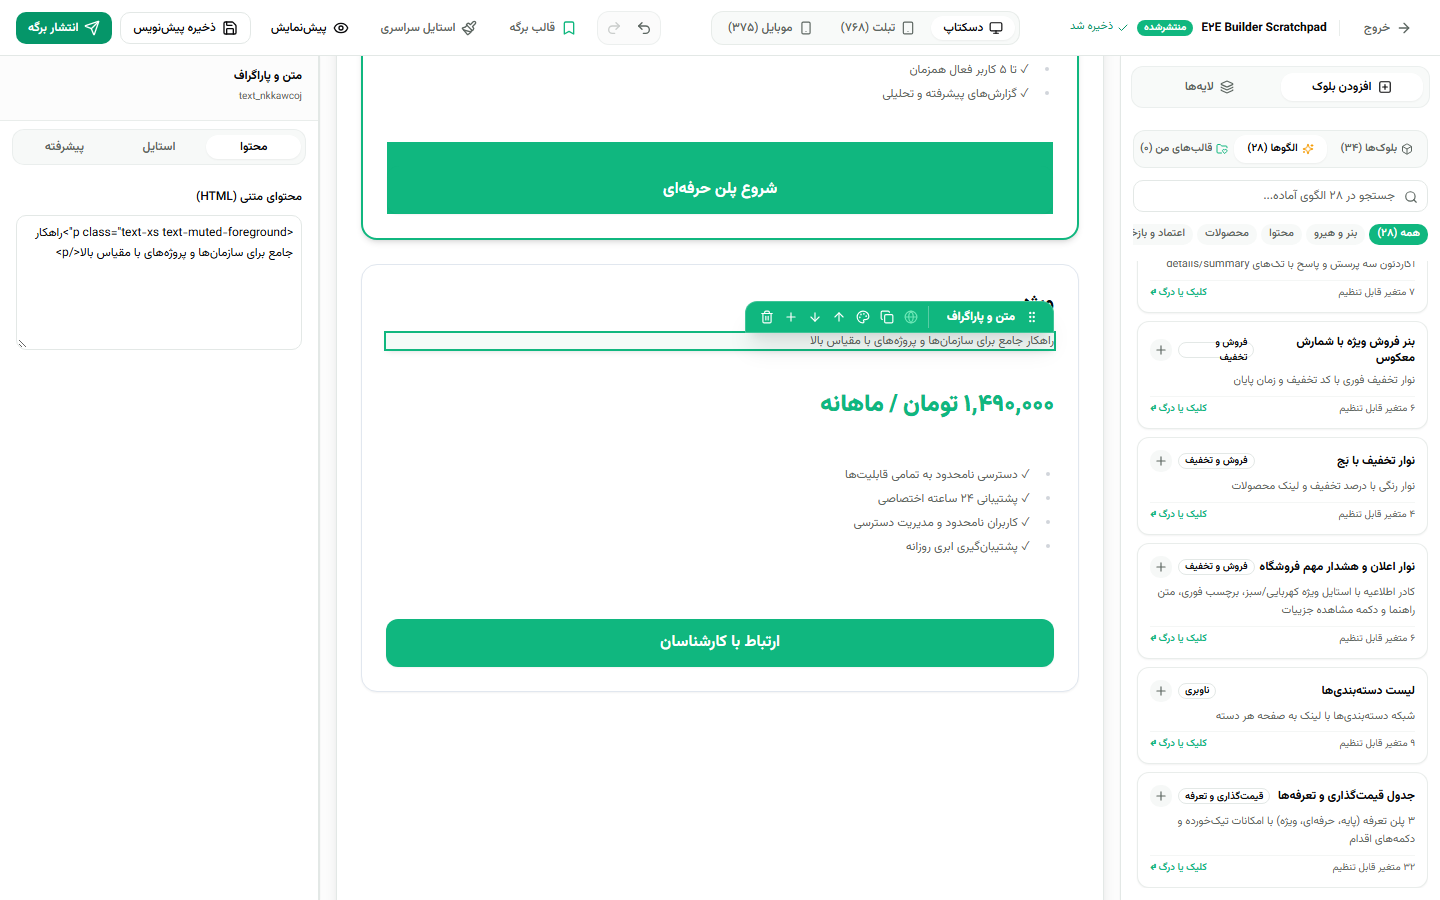 خروج
E2E Builder Scratchpad
منتشرشده
ذخیره شد
دسکتاپ
تبلت (۷۶۸)
موبایل (۳۷۵)
قالب برگه
استایل سراسری
پیش‌نمایش
ذخیره پیش‌نویس
انتشار برگه
افزودن بلوک
لایه‌ها
بلوک‌ها (۳۴)
الگوها (۲۸)
قالب‌های من (۰)
جستجو در ۲۸ الگوی آماده...
همه (۲۸)
بنر و هیرو
محتوا
محصولات
اعتماد و بازخ
آکاردئون سه پرسش و پاسخ با تگ‌های details/summary
۷ متغیر قابل تنظیم
کلیک یا درگ
بنر فروش ویژه با شمارش معکوس
فروش و تخفیف
نوار تخفیف فوری با کد تخفیف و زمان پایان
۶ متغیر قابل تنظیم
کلیک یا درگ
نوار تخفیف با بَج
فروش و تخفیف
نوار رنگی با درصد تخفیف و لینک محصولات
۴ متغیر قابل تنظیم
کلیک یا درگ
نوار اعلان و هشدار مهم فروشگاه
فروش و تخفیف
کادر اطلاعیه با استایل ویژه کهربایی/سبز، برچسب فوری، متن
راهنما و دکمه مشاهده جزییات
۶ متغیر قابل تنظیم
کلیک یا درگ
لیست دسته‌بندی‌ها
ناوبری
شبکه دسته‌بندی‌ها با لینک به صفحه هر دسته
۹ متغیر قابل تنظیم
کلیک یا درگ
جدول قیمت‌گذاری و تعرفه‌ها
قیمت‌گذاری و تعرفه
۳ پلن تعرفه (پایه، حرفه‌ای، ویژه) با امکانات تیک‌خورده و
دکمه‌های اقدام
۳۲ متغیر قابل تنظیم
کلیک یا درگ
✓ تا ۵ کاربر فعال همزمان
✓ گزارش‌های پیشرفته و تحلیلی
شروع پلن حرفه‌ای
ویژه
متن و پاراگراف
راهکار جامع برای سازمان‌ها و پروژه‌های با مقیاس بالا
۱,۴۹۰,۰۰۰ تومان / ماهانه
✓ دسترسی نامحدود به تمامی قابلیت‌ها
✓ پشتیبانی ۲۴ ساعته اختصاصی
✓ کاربران نامحدود و مدیریت دسترسی
✓ پشتیبان‌گیری ابری روزانه
ارتباط با کارشناسان
متن و پاراگراف
text_nkkawcoj
محتوا
استایل
پیشرفته
محتوای متنی (HTML)
<p class="text-xs text-muted-foreground">راهکار
جامع برای سازمان‌ها و پروژه‌های با مقیاس بالا</p>